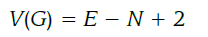 V(G) = E – N + 2